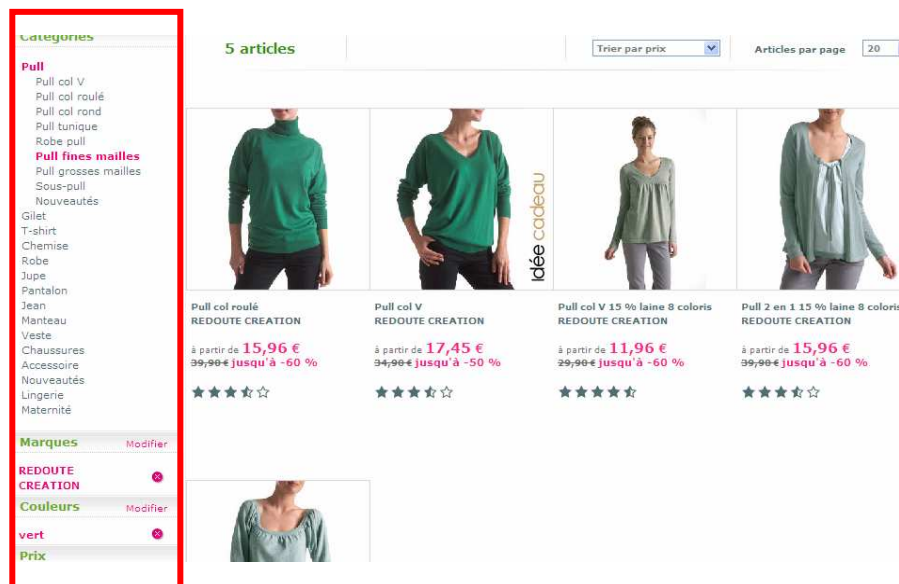 Catégories
Pull
Pull col V
Pull col roulé
Pull col rond
Pull tunique
Robe pull
Pull fines mailles
Pull grosses mailles
Sous-pull
Nouveautés
Gilet
T-shirt
Chemise
Robe
Jupe
Pantalon
Jean
Manteau
Veste
Chaussures
Accessoire
Nouveautés
Lingerie
Maternité
Marques Modifier
REDOUTE
CREATION
Couleurs Modifier
vert
Prix
5 articles
Trier par prix
Articles par page 20
Idée cadeau
Pull col roulé
REDOUTE CREATION
à partir de 15,96 €
39,90 € jusqu'à -60 %
Pull col V
REDOUTE CREATION
à partir de 17,45 €
34,90 € jusqu'à -50 %
Pull col V 15 % laine 8 coloris
REDOUTE CREATION
à partir de 11,96 €
29,90 € jusqu'à -60 %
Pull 2 en 1 15 % laine 8 coloris
REDOUTE CREATION
à partir de 15,96 €
39,90 € jusqu'à -60 %